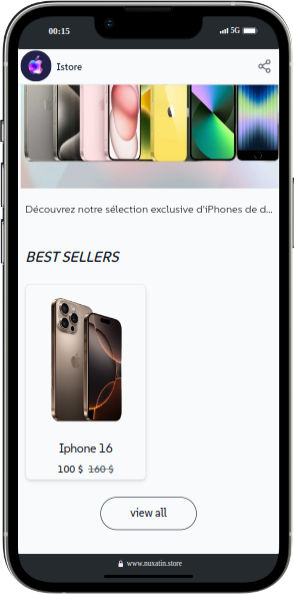 00:15
5G
Istore
Découvrez notre sélection exclusive d'iPhones de d...
BEST SELLERS
Iphone 16
100 $ 160 $
view all
www.nuxatin.store